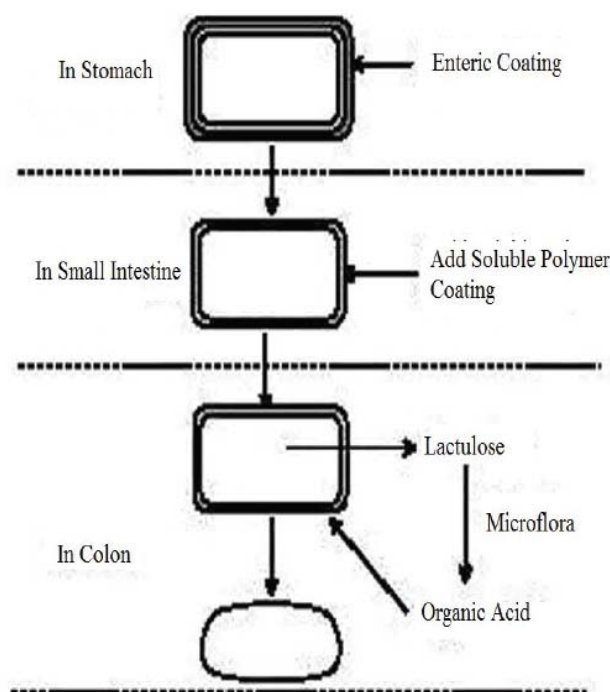 In Stomach
Enteric Coating
In Small Intestine
Add Soluble Polymer
Coating
Lactulose
Microflora
In Colon
Organic Acid